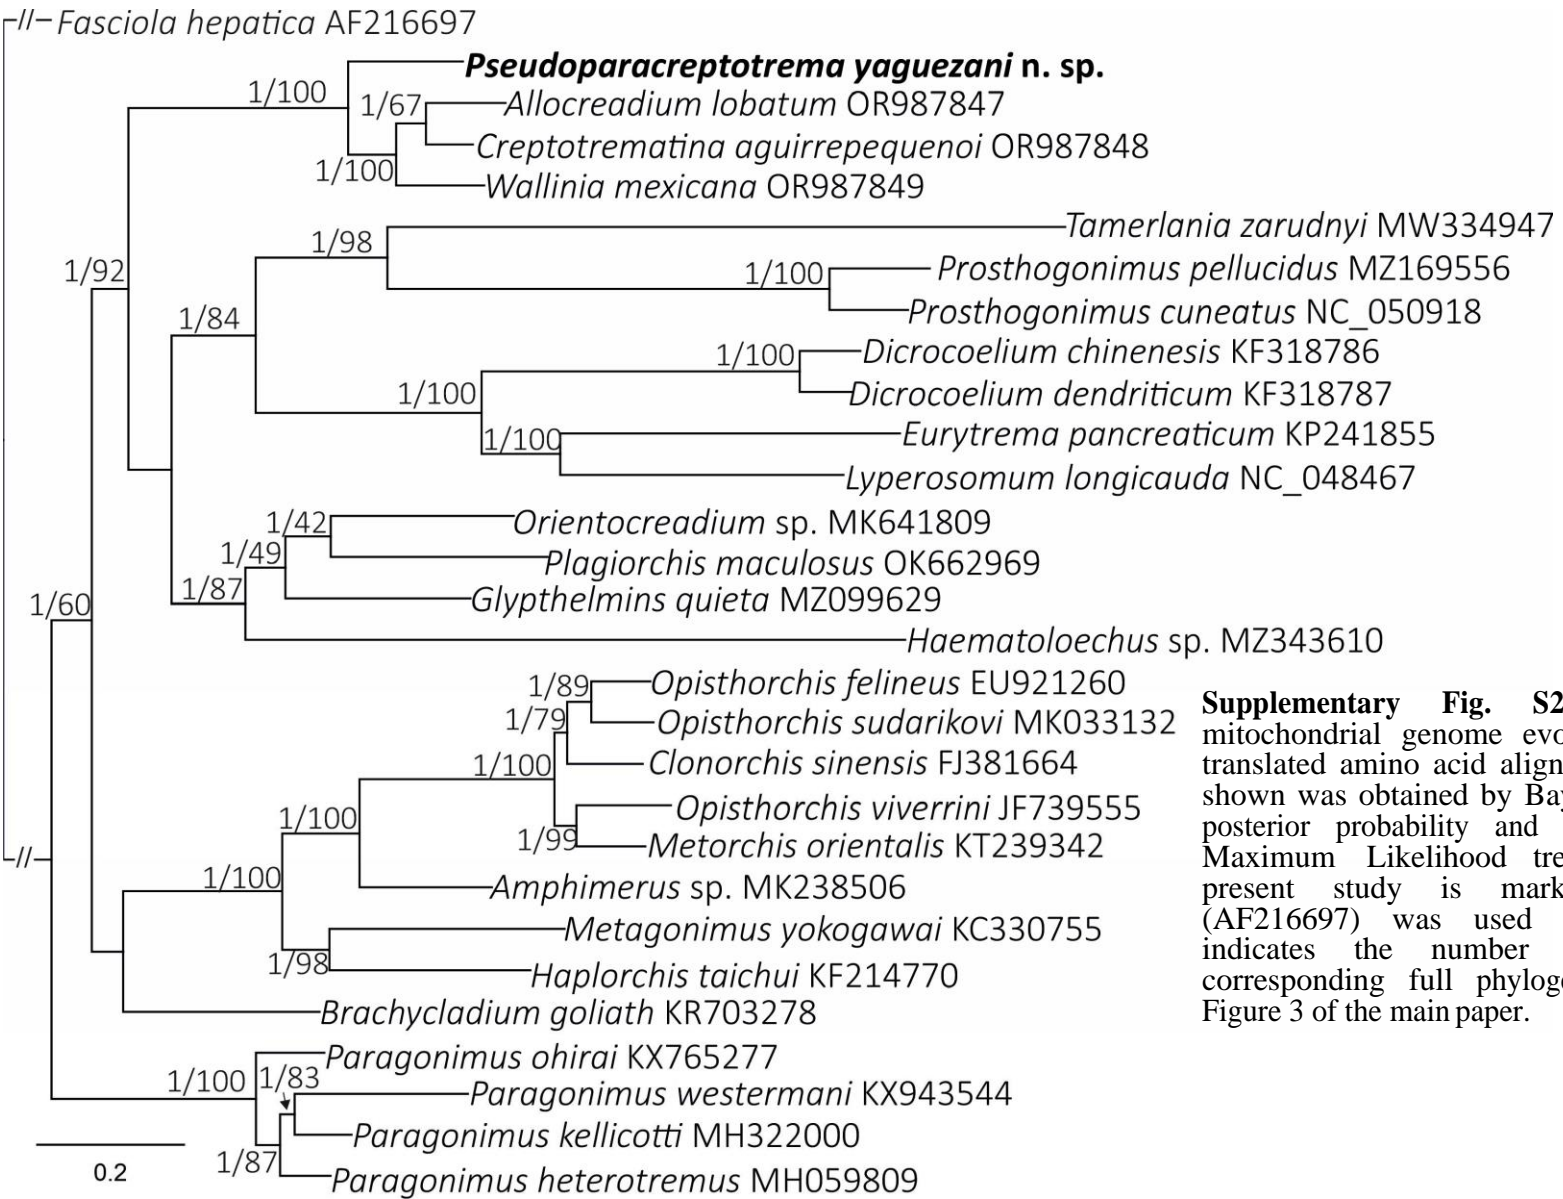 Fasciola hepatica AF216697
Pseudoparacreptotrema yaguezani n. sp.
1/100
1/67
Allocreadium lobatum OR987847
Creptotrematina aguirrepequenoi OR987848
1/100
Wallinia mexicana OR987849
Tamerlania zarudnyi MW334947
1/98
1/92
1/100
Prosthogonimus pellucidus MZ169556
Prosthogonimus cuneatus NC_050918
1/84
1/100
Dicrocoelium chinenesis KF318786
1/100
Dicrocoelium dendriticum KF318787
1/100
Eurytrema pancreaticum KP241855
Lyperosomum longicauda NC_048467
1/42
Orientocreadium sp. MK641809
1/49
Plagiorchis maculosus OK662969
1/87
Glypthelmins quieta MZ099629
1/60
Haematoloechus sp. MZ343610
1/89
Opisthorchis felineus EU921260
1/79
Opisthorchis sudarikovi MK033132
1/100
Clonorchis sinensis FJ381664
Opisthorchis viverrini JF739555
1/100
1/99
Metorchis orientalis KT239342
1/100
Amphimerus sp. MK238506
Metagonimus yokogawai KC330755
1/98
Haplorchis taichui KF214770
Brachycladium goliath KR703278
Paragonimus ohirai KX765277
1/100
1/83
Paragonimus westermani KX943544
Paragonimus kellicotti MH322000
1/87
Paragonimus heterotremus MH059809
0.2
Supplementary Fig. S2
mitochondrial genome evo
translated amino acid align
shown was obtained by Bay
posterior probability and
Maximum Likelihood tre
present study is mark
(AF216697) was used
indicates the number
corresponding full phylog
Figure 3 of the main paper.